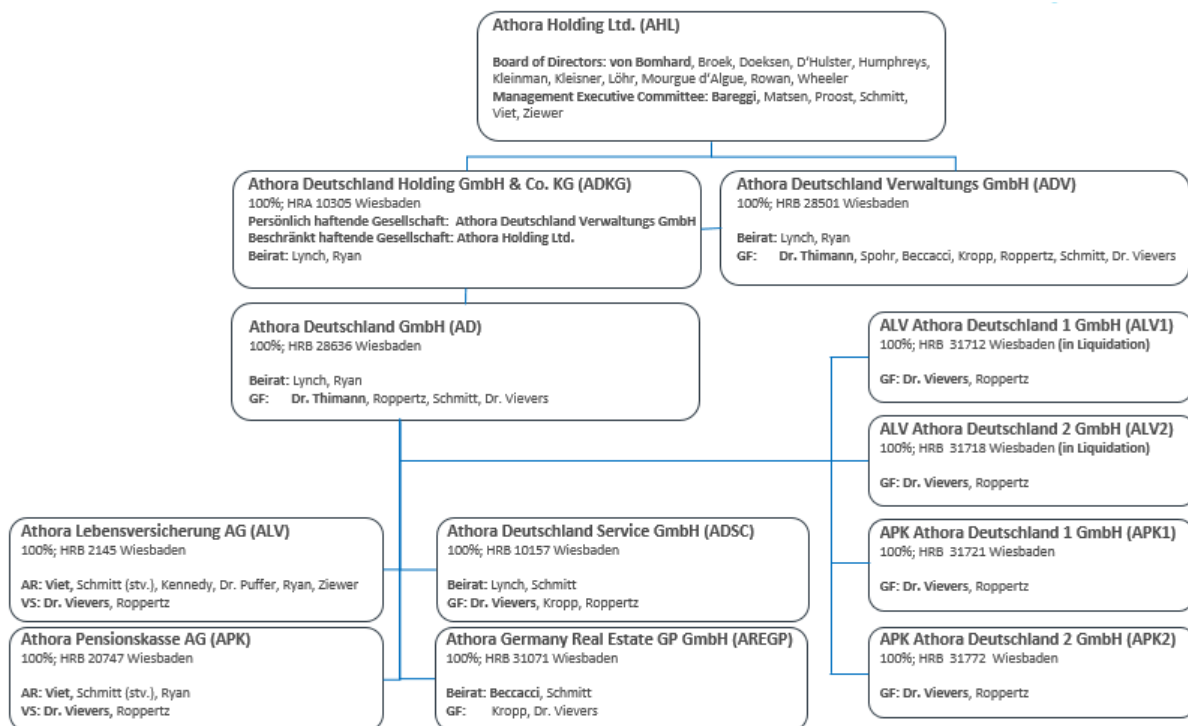 Athora Holding Ltd. (AHL)
Board of Directors: von Bomhard, Broek, Doeksen, D'Hulster, Humphreys,
Kleinman, Kleisner, Löhr, Mourgue d'Algue, Rowan, Wheeler
Management Executive Committee: Bareggi, Matsen, Proost, Schmitt,
Viet, Ziewer
Athora Deutschland Holding GmbH & Co. KG (ADKG)
100%; HRA 10305 Wiesbaden
Persönlich haftende Gesellschaft: Athora Deutschland Verwaltungs GmbH
Beschränkt haftende Gesellschaft: Athora Holding Ltd.
Beirat: Lynch, Ryan
Athora Deutschland Verwaltungs GmbH (ADV)
100%; HRB 28501 Wiesbaden
Beirat: Lynch, Ryan
GF: Dr. Thimann, Spohr, Beccacci, Kropp, Roppertz, Schmitt, Dr. Vievers
Athora Deutschland GmbH (AD)
100%; HRB 28636 Wiesbaden
Beirat: Lynch, Ryan
GF: Dr. Thimann, Roppertz, Schmitt, Dr. Vievers
ALV Athora Deutschland 1 GmbH (ALV1)
100%; HRB 31712 Wiesbaden (in Liquidation)
GF: Dr. Vievers, Roppertz
ALV Athora Deutschland 2 GmbH (ALV2)
100%; HRB 31718 Wiesbaden (in Liquidation)
GF: Dr. Vievers, Roppertz
Athora Lebensversicherung AG (ALV)
100%; HRB 2145 Wiesbaden
AR: Viet, Schmitt (stv.), Kennedy, Dr. Puffer, Ryan, Ziewer
VS: Dr. Vievers, Roppertz
Athora Deutschland Service GmbH (ADSC)
100%; HRB 10157 Wiesbaden
Beirat: Lynch, Schmitt
GF: Dr. Vievers, Kropp, Roppertz
APK Athora Deutschland 1 GmbH (APK1)
100%; HRB 31721 Wiesbaden
GF: Dr. Vievers, Roppertz
Athora Pensionskasse AG (APK)
100%; HRB 20747 Wiesbaden
AR: Viet, Schmitt (stv.), Ryan
VS: Dr. Vievers, Roppertz
Athora Germany Real Estate GP GmbH (AREGP)
100%; HRB 31071 Wiesbaden
Beirat: Beccacci, Schmitt
GF: Kropp, Dr. Vievers
APK Athora Deutschland 2 GmbH (APK2)
100%; HRB 31772 Wiesbaden
GF: Dr. Vievers, Roppertz